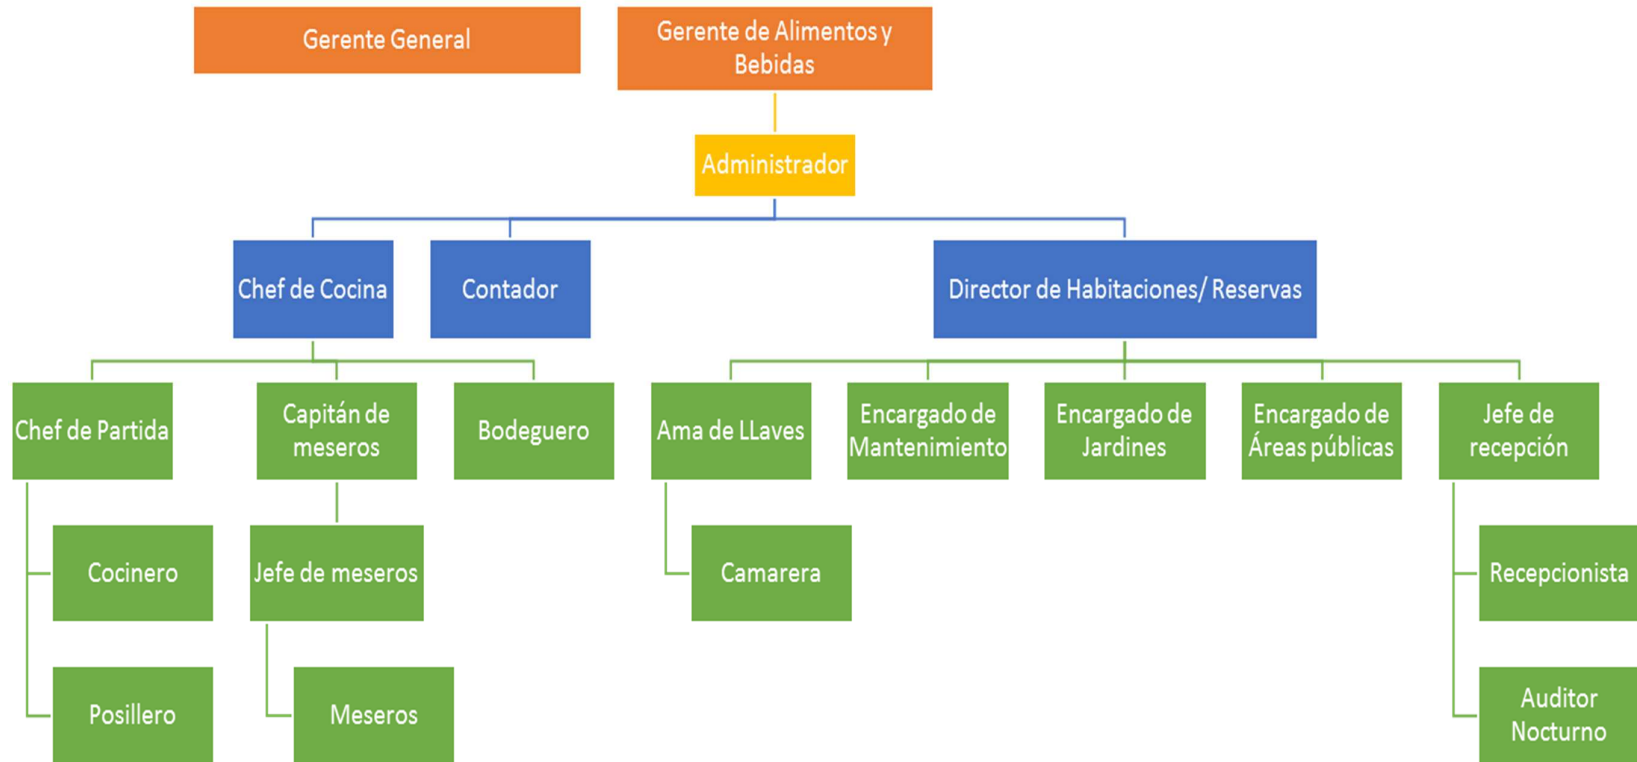 Gerente General
Gerente de Alimentos y
Bebidas
Administrador
Chef de Cocina
Contador
Director de Habitaciones/ Reservas
Chef de Partida
Capitán de
meseros
Bodeguero
Ama de LLaves
Encargado de
Mantenimiento
Encargado de
Jardines
Encargado de
Áreas públicas
Jefe de
recepción
Cocinero
Jefe de meseros
Camarera
Recepcionista
Posillero
Meseros
Auditor
Nocturno